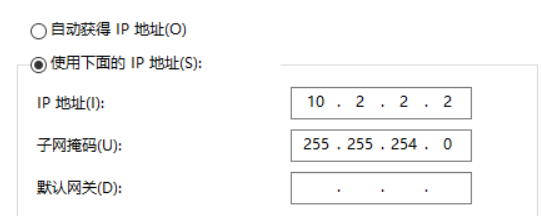 自动获得 IP 地址(O)
使用下面的 IP 地址(S):
IP 地址(I): 10 . 2 . 2 . 2
子网掩码(U): 255 . 255 . 254 . 0
默认网关(D): . . .